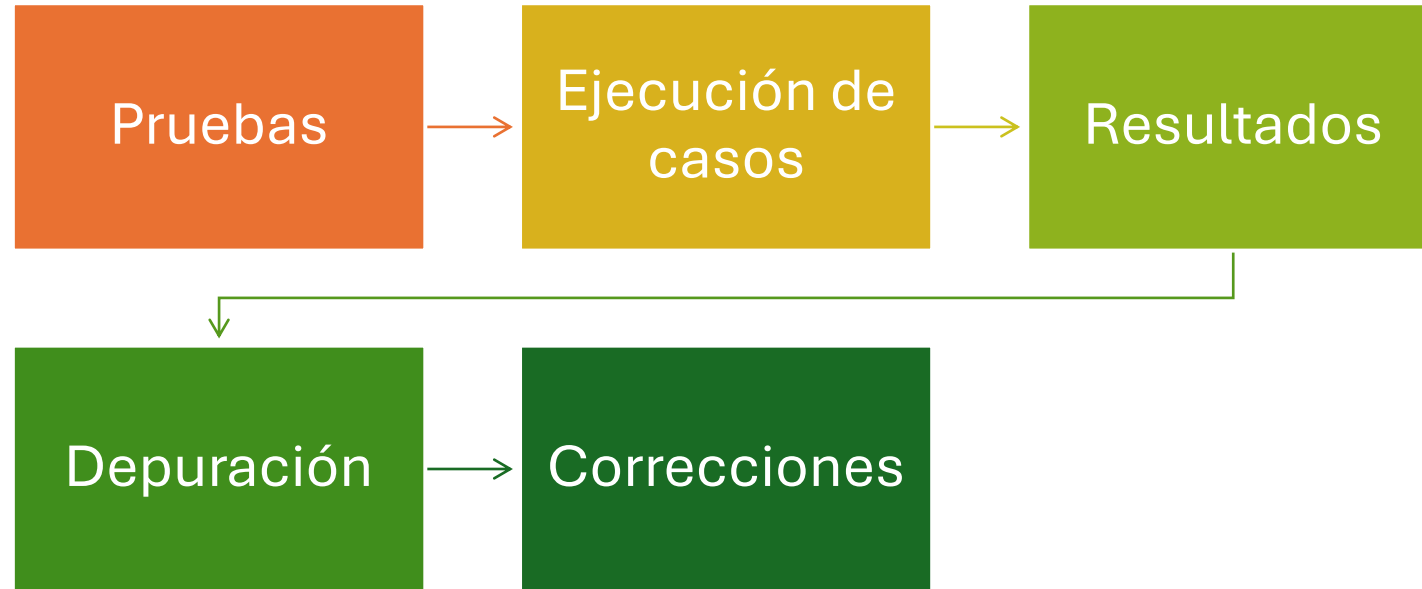 Pruebas
Ejecución de
casos
Resultados
Depuración
Correcciones